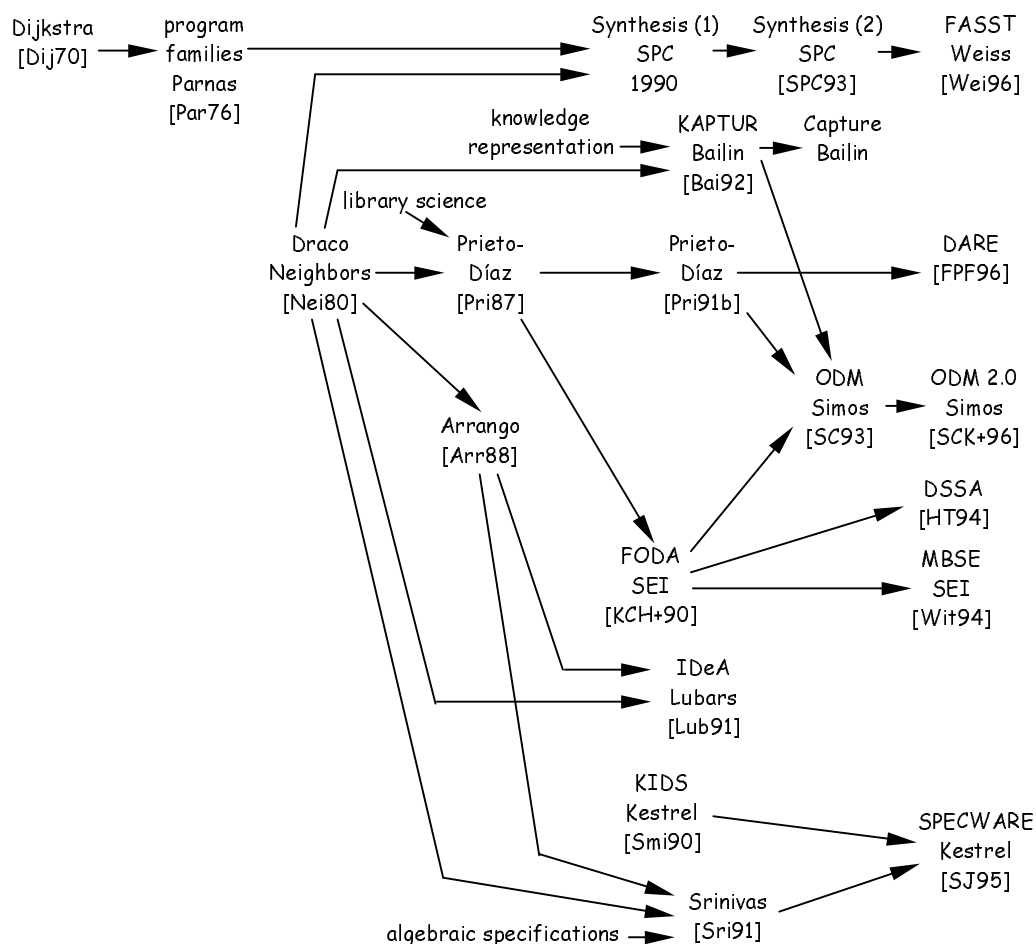 Dijkstra
[Dij70]
program
families
Parnas
[Par76]
Synthesis (1)
SPC
1990
Synthesis (2)
SPC
[SPC93]
FASST
Weiss
[Wei96]
knowledge
representation
KAPTUR
Bailin
[Bai92]
Capture
Bailin
library science
Draco
Neighbors
[Nei80]
Prieto-
Díaz
[Pri87]
Prieto-
Díaz
[Pri91b]
DARE
[FPF96]
ODM
Simos
[SC93]
ODM 2.0
Simos
[SCK+96]
Arrango
[Arr88]
DSSA
[HT94]
FODA
SEI
[KCH+90]
MBSE
SEI
[Wit94]
IDeA
Lubars
[Lub91]
KIDS
Kestrel
[Smi90]
SPECWARE
Kestrel
[SJ95]
Srinivas
[Sri91]
algebraic specifications